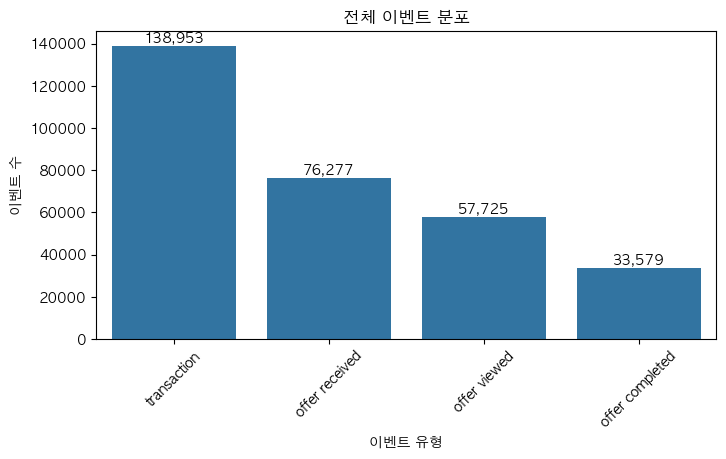 전체 이벤트 분포
이벤트 수
140000
120000
100000
80000
60000
40000
20000
0
138,953
76,277
57,725
33,579
transaction
offer received
offer viewed
offer completed
이벤트 유형